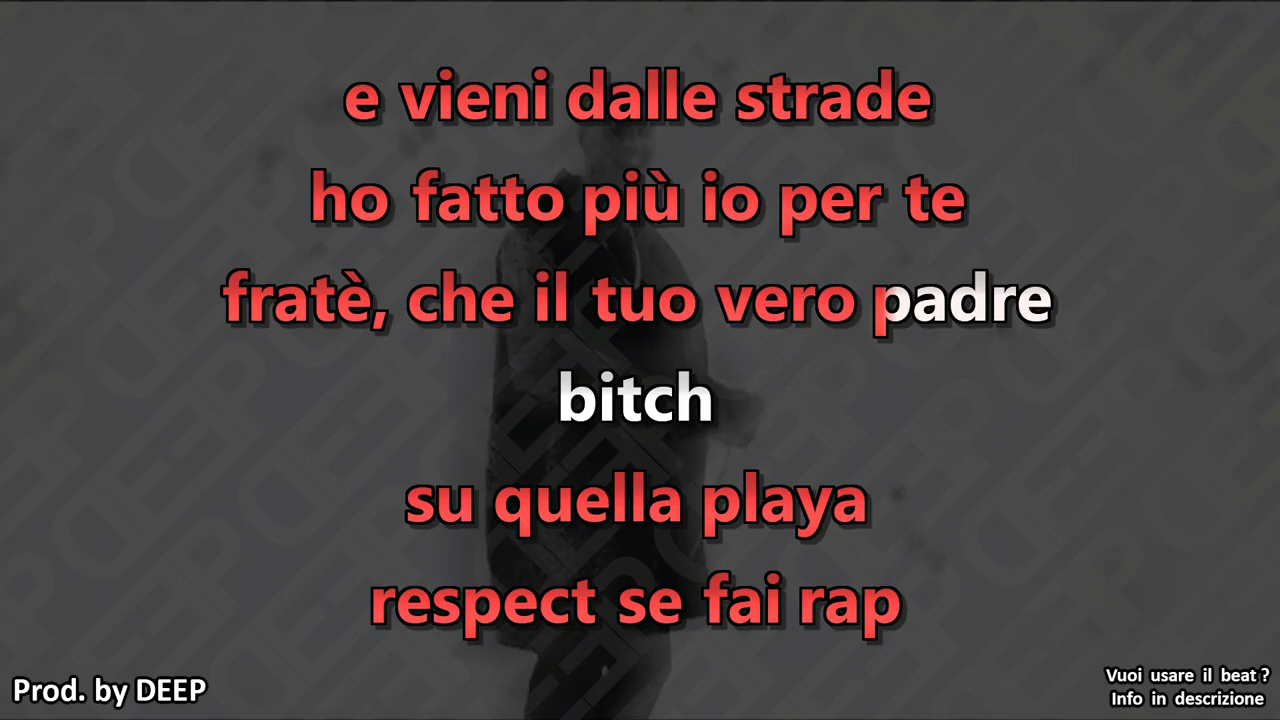 e vieni dalle strade
ho fatto più io per te
fratè, che il tuo vero padre
bitch
su quella playa
respect se fai rap
Prod. by DEEP
Vuoi usare il beat ?
Info in descrizione